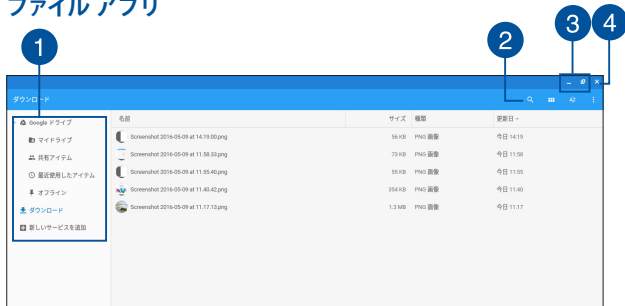 ファイル アプリ
1
2
3
4
ダウンロード
Google ドライブ
マイドライブ
共有アイテム
最近使用したアイテム
オフライン
ダウンロード
新しいサービスを追加
名前 サイズ 種類 更新日
Screenshot 2016-05-09 at 14.19.00.png 56 KB PNG 画像 今日 14:19
Screenshot 2016-05-09 at 11.58.33.png 73 KB PNG 画像 今日 11:58
Screenshot 2016-05-09 at 11.55.40.png 55 KB PNG 画像 今日 11:55
Screenshot 2016-05-09 at 11.40.42.png 354 KB PNG 画像 今日 11:40
Screenshot 2016-05-09 at 11.17.13.png 1.3 MB PNG 画像 今日 11:17